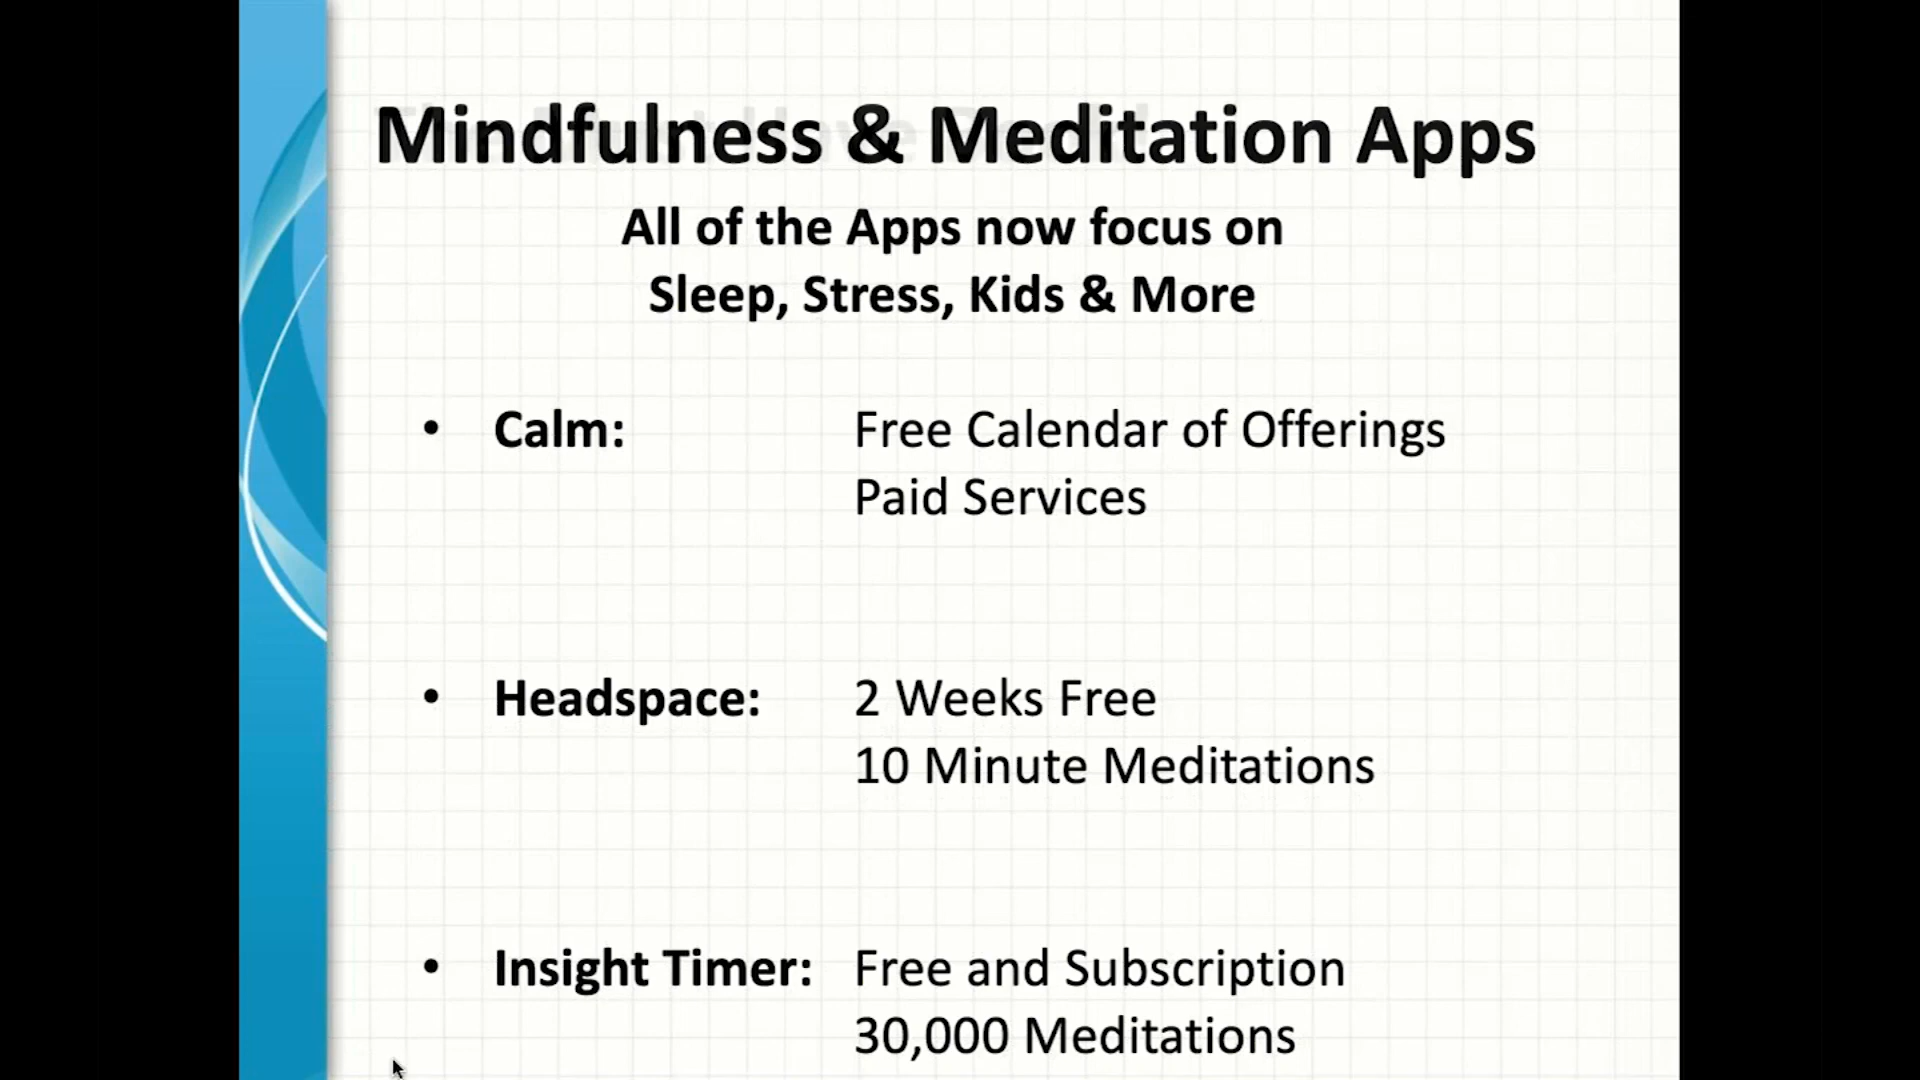 Mindfulness & Meditation Apps
All of the Apps now focus on
Sleep, Stress, Kids & More
• Calm: Free Calendar of Offerings
Paid Services
• Headspace: 2 Weeks Free
10 Minute Meditations
• Insight Timer: Free and Subscription
30,000 Meditations